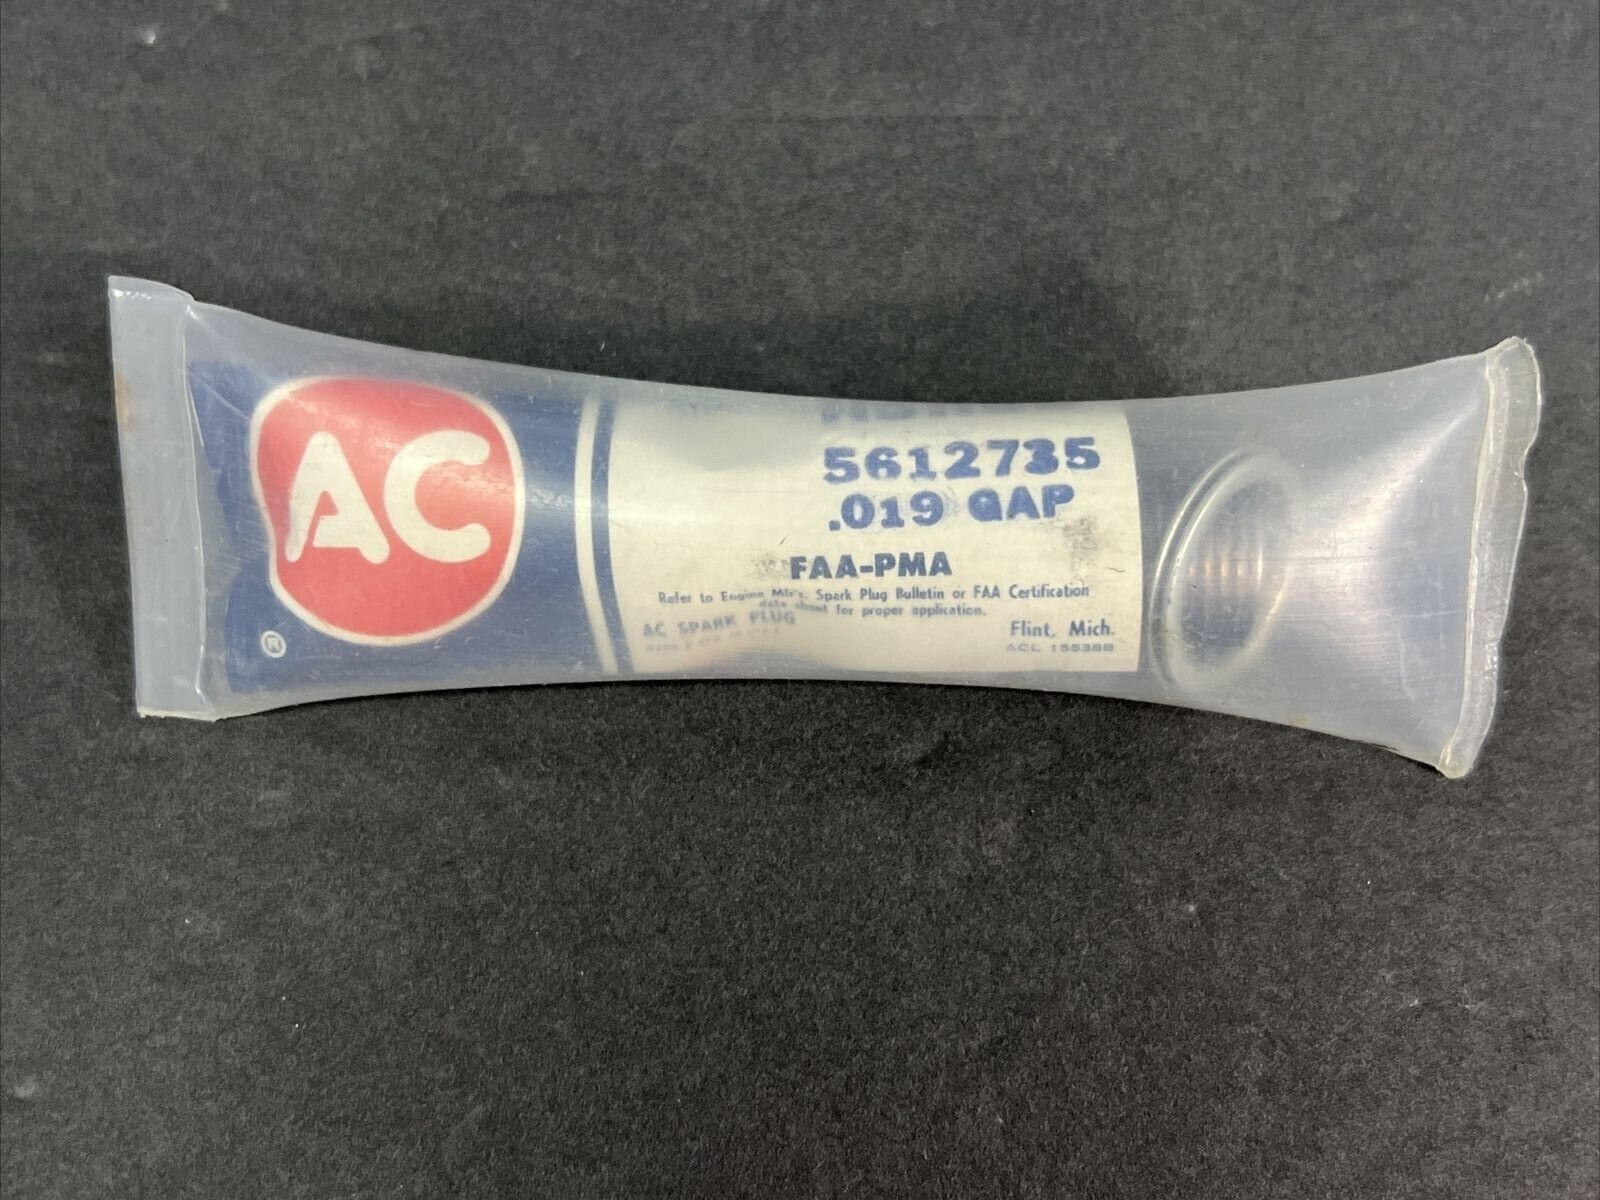 AC
®
5612735
.019 GAP
FAA-PMA
Refer to Engine Mfr's. Spark Plug Bulletin or FAA Certification
data sheet for proper application.
AC SPARK PLUG
Flint, Mich.
ACL 155388